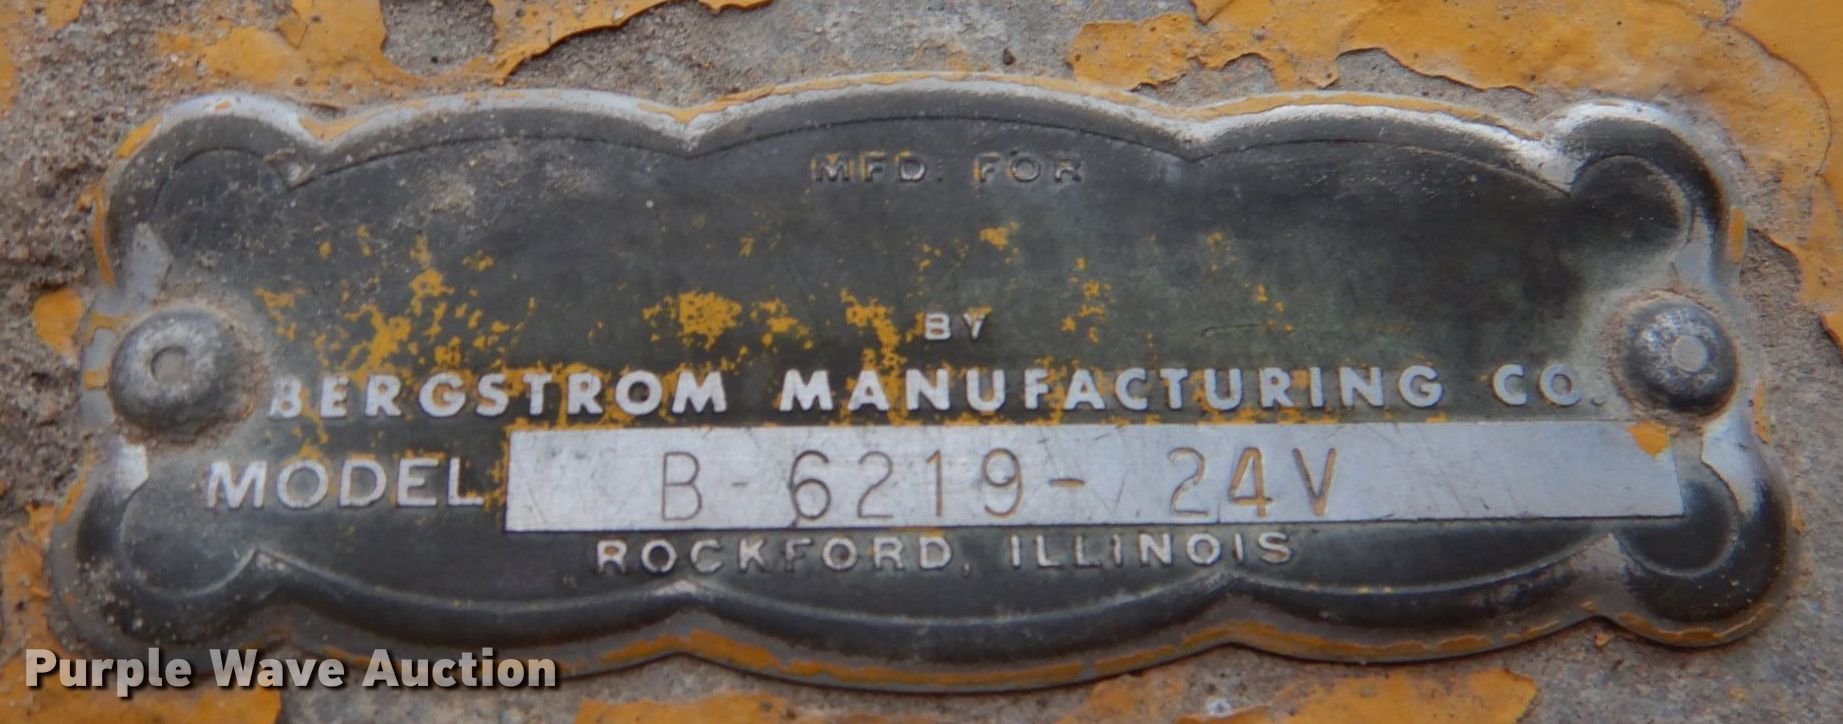 MFD. FOR
BY
BERGSTROM MANUFACTURING CO.
MODEL B-6219-24V
ROCKFORD, ILLINOIS
Purple Wave Auction